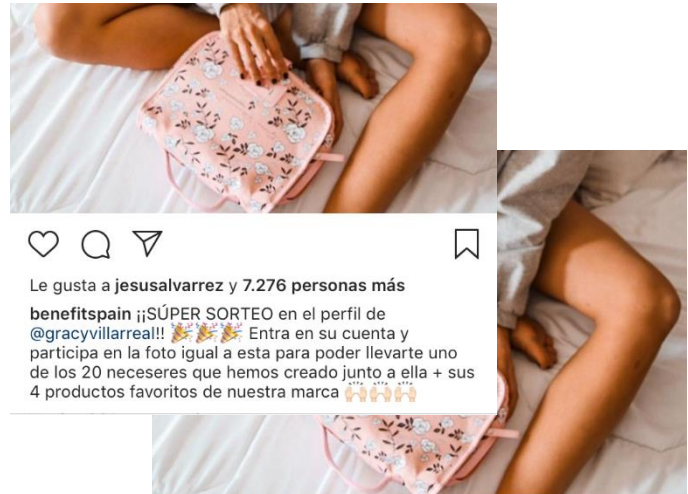 Le gusta a jesusalvarrez y 7.276 personas más
benefitspain ¡¡SÚPER SORTEO en el perfil de
@gracyvillarreal!! 🎉🎉🎉 Entra en su cuenta y
participa en la foto igual a esta para poder llevarte uno
de los 20 neceseres que hemos creado junto a ella + sus
4 productos favoritos de nuestra marca 🙌🏻🙌🏻🙌🏻